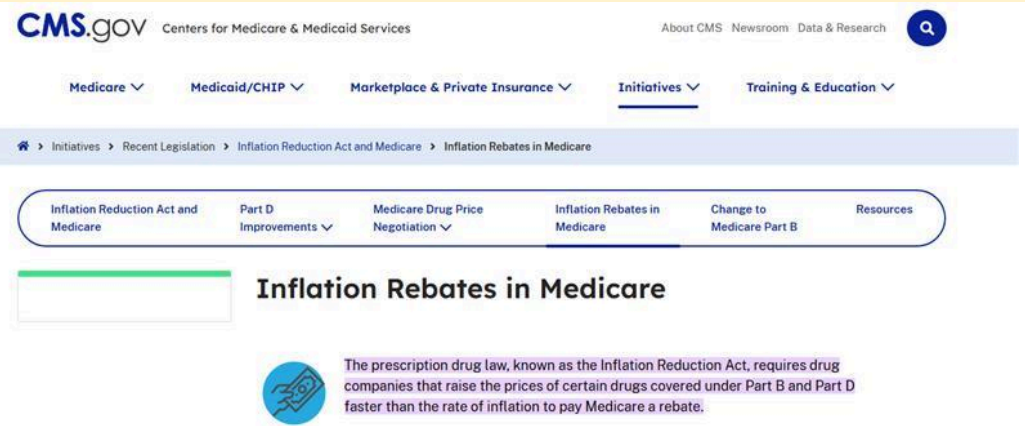 CMS.gov Centers for Medicare & Medicaid Services About CMS Newsroom Data & Research
Medicare Medicaid/CHIP Marketplace & Private Insurance Initiatives Training & Education
Initiatives > Recent Legislation > Inflation Reduction Act and Medicare > Inflation Rebates in Medicare
Inflation Reduction Act and Medicare
Part D Improvements
Medicare Drug Price Negotiation
Inflation Rebates in Medicare
Change to Medicare Part B
Resources
Inflation Rebates in Medicare
The prescription drug law, known as the Inflation Reduction Act, requires drug
companies that raise the prices of certain drugs covered under Part B and Part D
faster than the rate of inflation to pay Medicare a rebate.